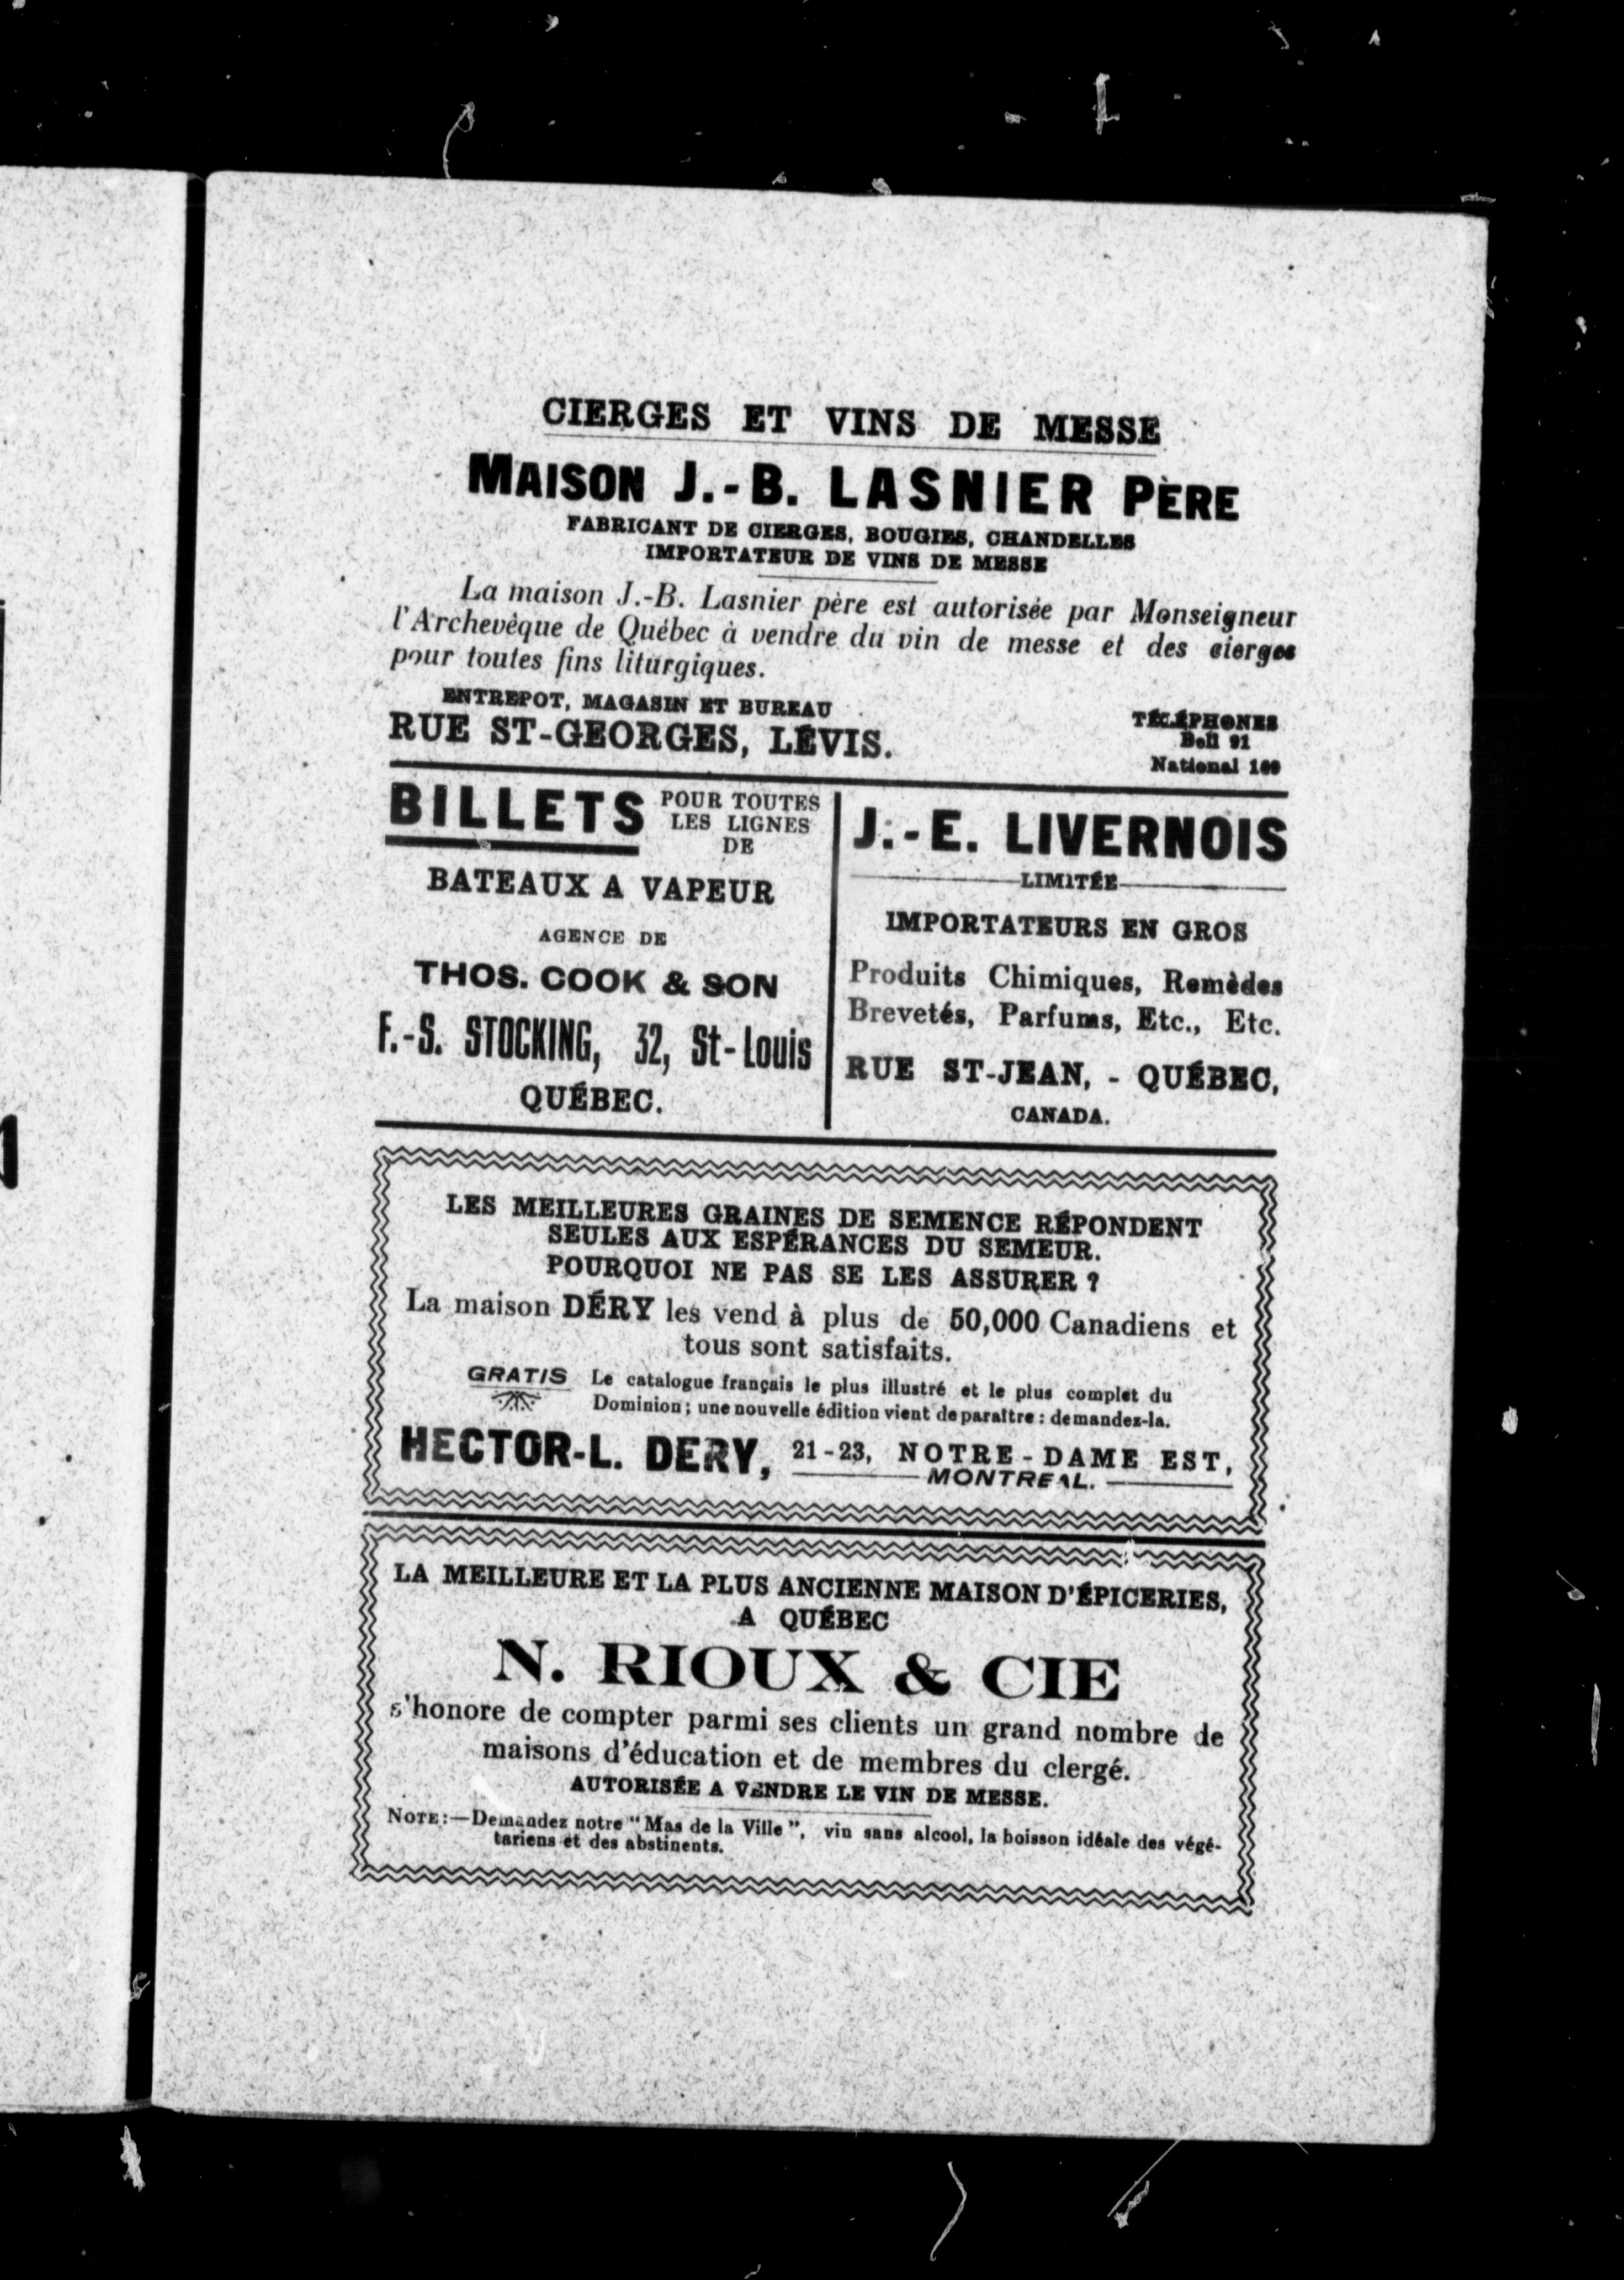 CIERGES ET VINS DE MESSE
MAISON J.-B. LASNIER PÈRE
FABRICANT DE CIERGES, BOUGIES, CHANDELLES
IMPORTATEUR DE VINS DE MESSE
La maison J.-B. Lasnier père est autorisée par Monseigneur
l'Archevêque de Québec à vendre du vin de messe et des cierges
pour toutes fins liturgiques.
ENTREPOT, MAGASIN ET BUREAU
RUE ST-GEORGES, LÉVIS.
TÉLÉPHONES
Bell 91
National
BILLETS POUR TOUTES
LES LIGNES
DE
BATEAUX A VAPEUR
AGENCE DE
THOS. COOK & SON
F.-S. STOCKING, 32, St-Louis
QUÉBEC.
J.-E. LIVERNOIS
LIMITÉE
IMPORTATEURS EN GROS
Produits Chimiques, Remèdes
Brevetés, Parfums, Etc., Etc.
RUE ST-JEAN, - QUÉBEC,
CANADA.
LES MEILLEURES GRAINES DE SEMENCE RÉPONDENT
SEULES AUX ESPÉRANCES DU SEMEUR.
POURQUOI NE PAS SE LES ASSURER ?
La maison DÉRY les vend à plus de 50,000 Canadiens et
tous sont satisfaits.
GRATIS Le catalogue français le plus illustré et le plus complet du
Dominion ; une nouvelle édition vient de paraître : demandez-la.
HECTOR-L. DERY, 21-23, NOTRE-DAME EST,
MONTREAL.
LA MEILLEURE ET LA PLUS ANCIENNE MAISON D'ÉPICERIES,
A QUÉBEC
N. RIOUX & CIE
s'honore de compter parmi ses clients un grand nombre de
maisons d'éducation et de membres du clergé.
AUTORISÉE A VENDRE LE VIN DE MESSE.
NOTE :—Demandez notre "Mas de la Ville", vin sans alcool, la boisson idéale des végé-
tariens et des abstinents.